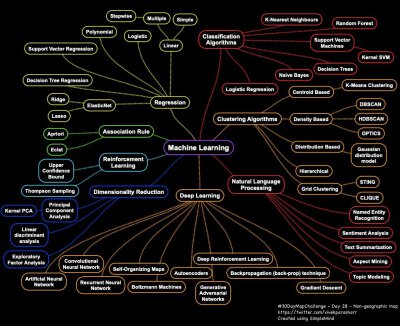 Stepwise
Multiple
Simple
Polynomial
Logistic
Linear
Support Vector Regression
Decision Tree Regression
Ridge
ElasticNet
Lasso
Regression
K-Nearest Neighbours
Random Forest
Classification
Algorithms
Support Vector
Machines
Kernel SVM
Decision Trees
Naive Bayes
Logistic Regression
Centroid Based
K-Means Clustering
DBSCAN
Clustering Algorithms
Density Based
HDBSCAN
OPTICS
Distribution Based
Gaussian
distribution
model
Hierarchical
Grid Clustering
STING
CLIQUE
Apriori
Association Rule
Eclat
Machine Learning
Upper
Confidence
Bound
Reinforcement
Learning
Thompson Sampling
Dimensionality Reduction
Kernel PCA
Principal
Component
Analysis
Linear
discriminant
analysis
Exploratory
Factor Analysis
Deep Learning
Natural Language
Processing
Named Entity
Recognition
Sentiment Analysis
Text Summarization
Aspect Mining
Topic Modeling
Convolutional
Neural Network
Deep Reinforcement Learning
Self-Organizing Maps
Autoencoders
Backpropagation (back-prop) technique
Artificial Neural
Network
Recurrent Neural
Network
Boltzmann Machines
Generative
Adversarial
Networks
Gradient Descent
#30DayMapChallenge - Day 28 - Non-geographic map
Created using SimpleMind